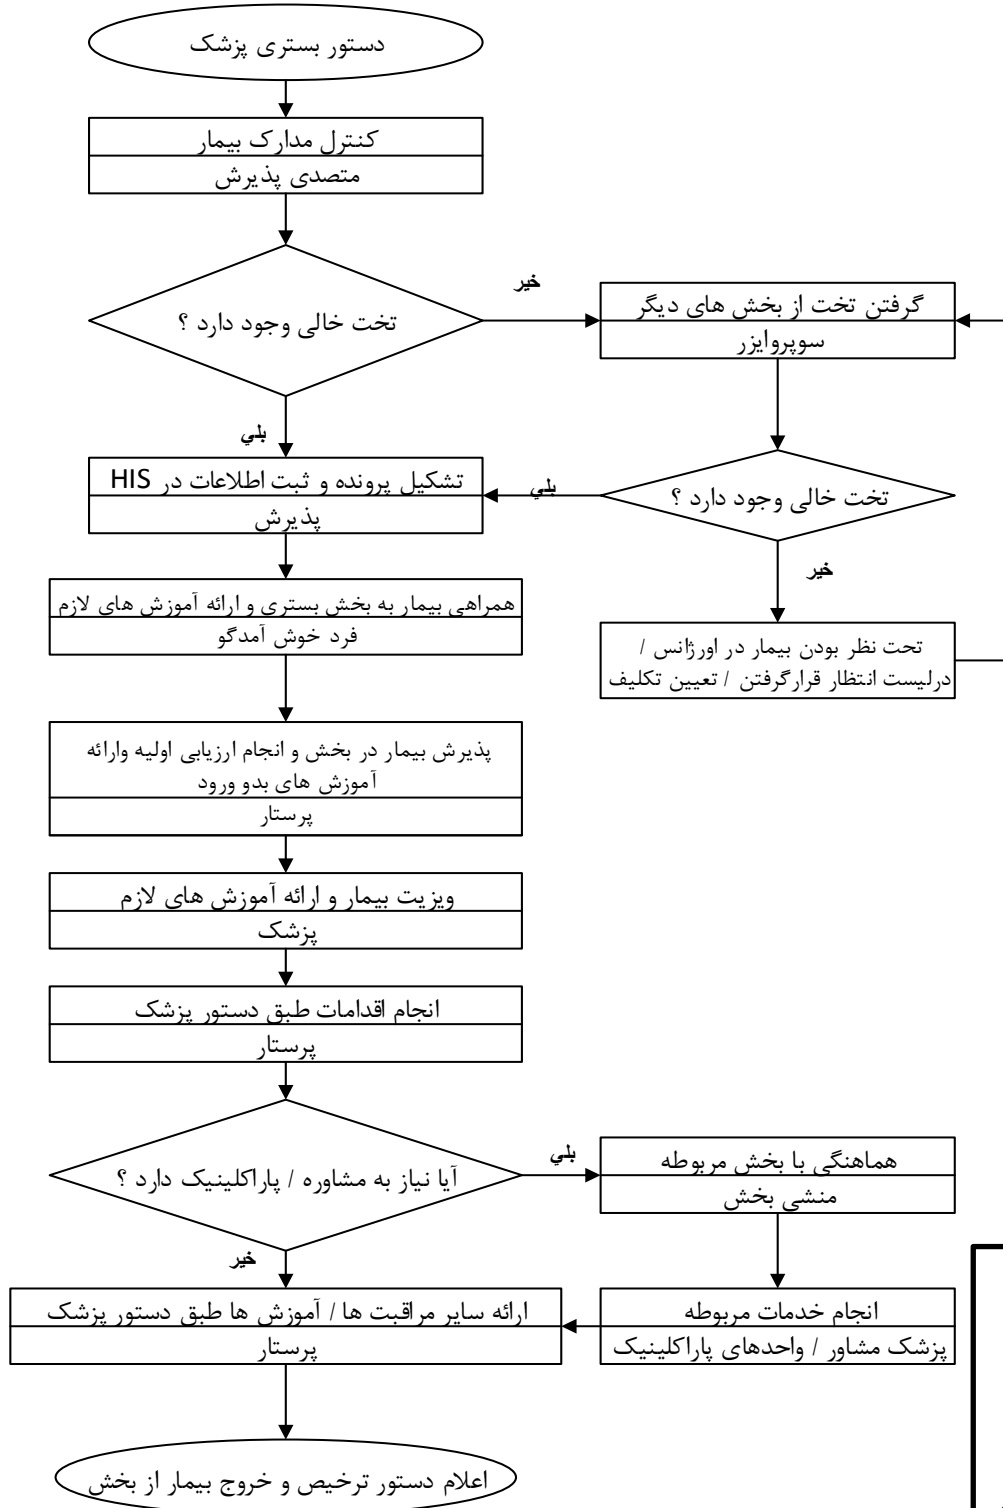 دستور بستری پزشک
کنترل مدارک بیمار
متصدی پذیرش
تخت خالی وجود دارد ؟
خیر
گرفتن تخت از بخش های دیگر
سوپروایزر
بلي
تشکیل پرونده و ثبت اطلاعات در HIS
پذیرش
بلي
تخت خالی وجود دارد ؟
خیر
همراهی بیمار به بخش بستری و ارائه آموزش های لازم
فرد خوش آمدگو
تحت نظر بودن بیمار در اورژانس /
درلیست انتظار قرارگرفتن / تعیین تکلیف
پذیرش بیمار در بخش و انجام ارزیابی اولیه وارائه
آموزش های بدو ورود
پرستار
ویزیت بیمار و ارائه آموزش های لازم
پزشک
انجام اقدامات طبق دستور پزشک
پرستار
آیا نیاز به مشاوره / پاراکلینیک دارد ؟
بلي
هماهنگی با بخش مربوطه
منشی بخش
خیر
انجام خدمات مربوطه
پزشک مشاور / واحدهای پاراکلینیک
ارائه سایر مراقبت ها / آموزش ها طبق دستور پزشک
پرستار
اعلام دستور ترخیص و خروج بیمار از بخش